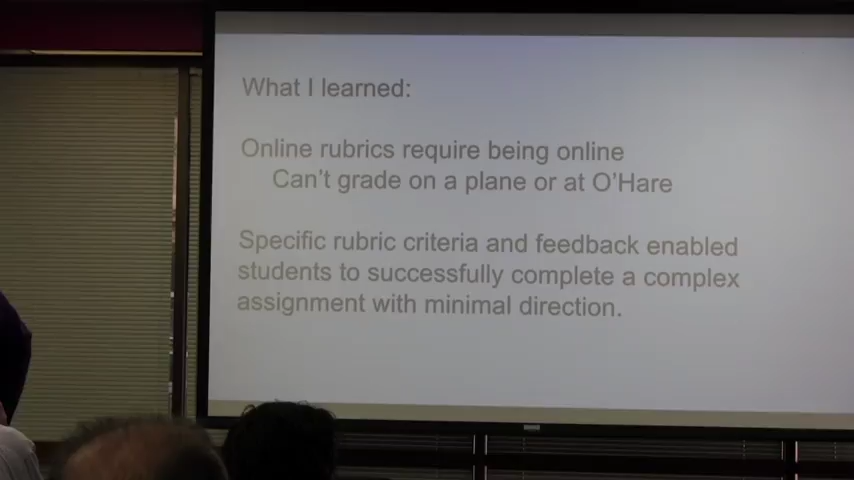 What I learned:
Online rubrics require being online
Can't grade on a plane or at O'Hare
Specific rubric criteria and feedback enabled
students to successfully complete a complex
assignment with minimal direction.